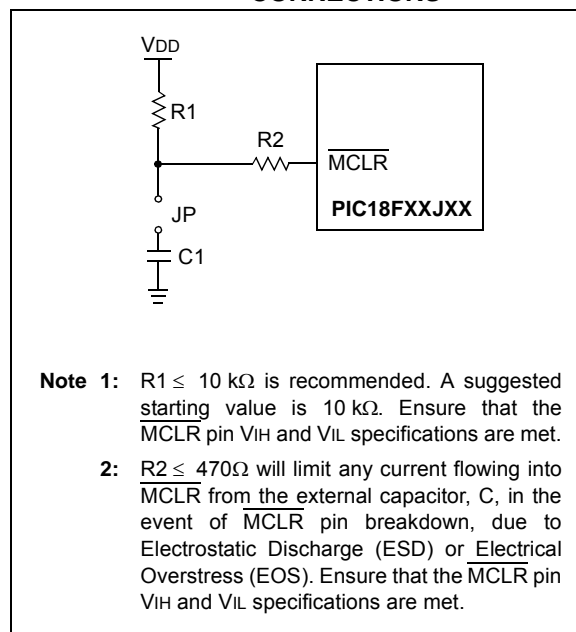 VDD
R1
R2
MCLR
PIC18FXXJXX
JP
C1
Note 1: R1 ≤ 10 kΩ is recommended. A suggested
starting value is 10 kΩ. Ensure that the
MCLR pin VIH and VIL specifications are met.
2: R2 ≤ 470Ω will limit any current flowing into
MCLR from the external capacitor, C, in the
event of MCLR pin breakdown, due to
Electrostatic Discharge (ESD) or Electrical
Overstress (EOS). Ensure that the MCLR pin
VIH and VIL specifications are met.